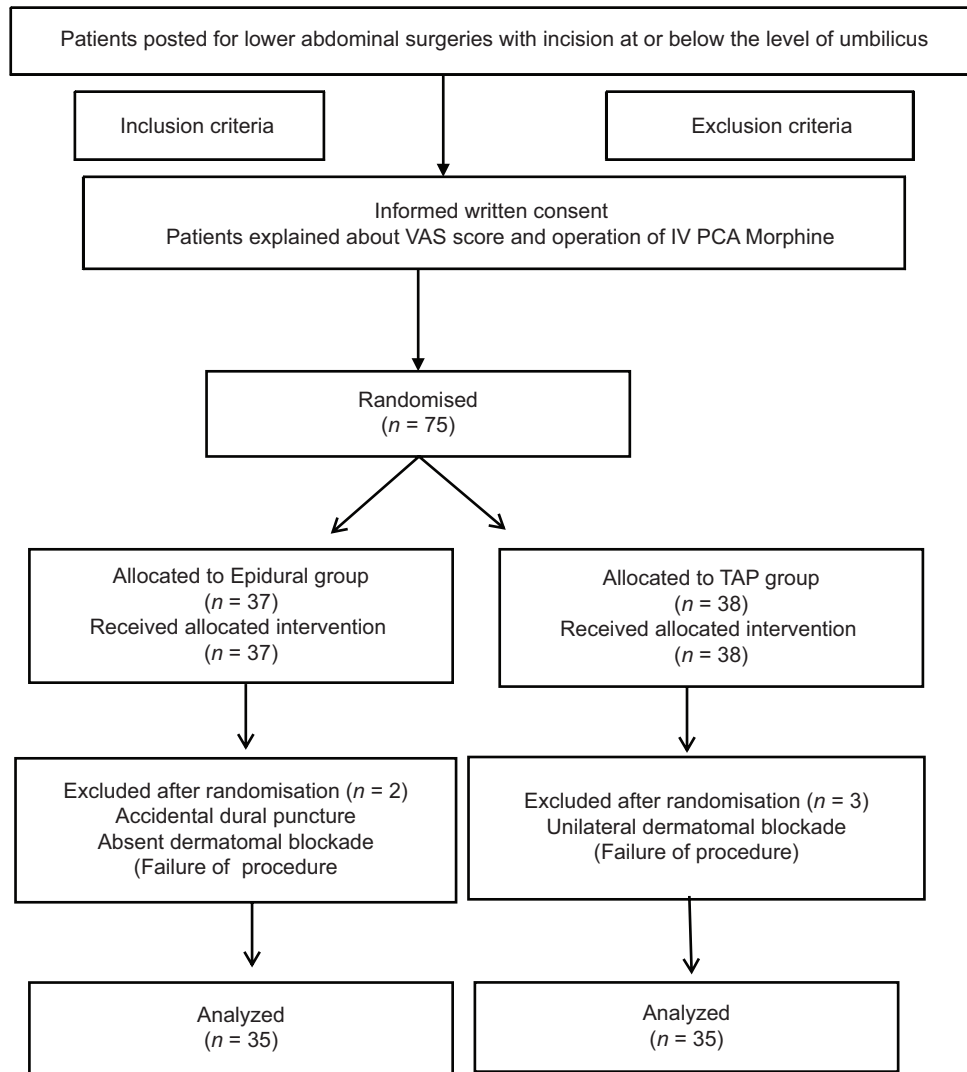 Patients posted for lower abdominal surgeries with incision at or below the level of umbilicus
Inclusion criteria
Exclusion criteria
Informed written consent
Patients explained about VAS score and operation of IV PCA Morphine
Randomised
(n = 75)
Allocated to Epidural group
(n = 37)
Received allocated intervention
(n = 37)
Allocated to TAP group
(n = 38)
Received allocated intervention
(n = 38)
Excluded after randomisation (n = 2)
Accidental dural puncture
Absent dermatomal blockade
(Failure of procedure
Excluded after randomisation (n = 3)
Unilateral dermatomal blockade
(Failure of procedure)
Analyzed
(n = 35)
Analyzed
(n = 35)